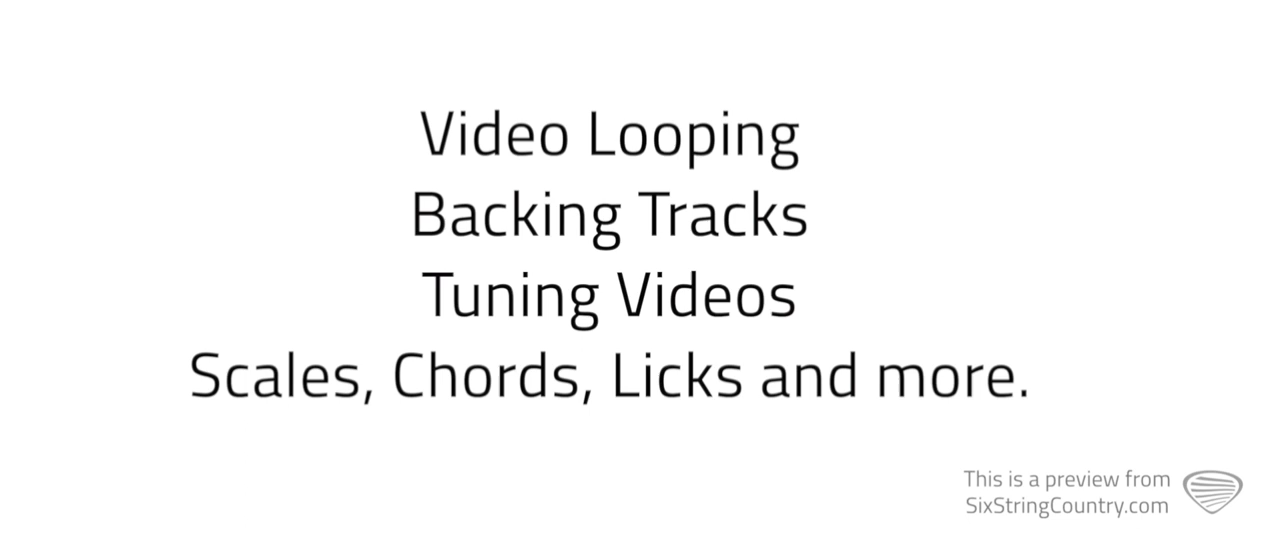 Video Looping
Backing Tracks
Tuning Videos
Scales, Chords, Licks and more.
This is a preview from
SixStringCountry.com